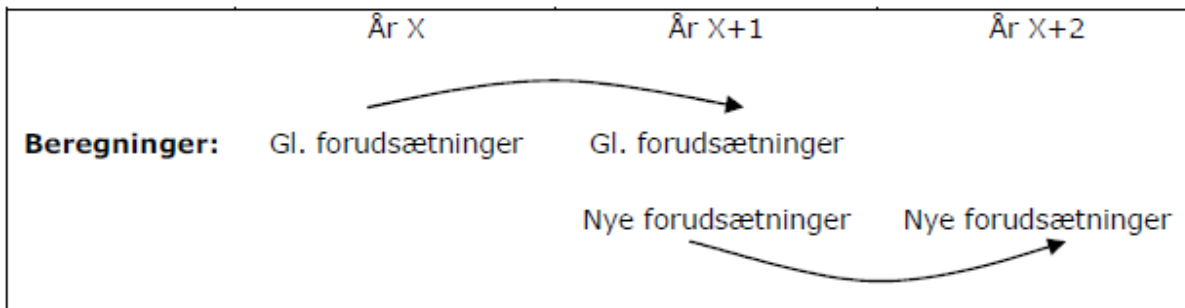 År X År X+1 År X+2
Beregninger: Gl. forudsætninger Gl. forudsætninger
Nye forudsætninger Nye forudsætninger